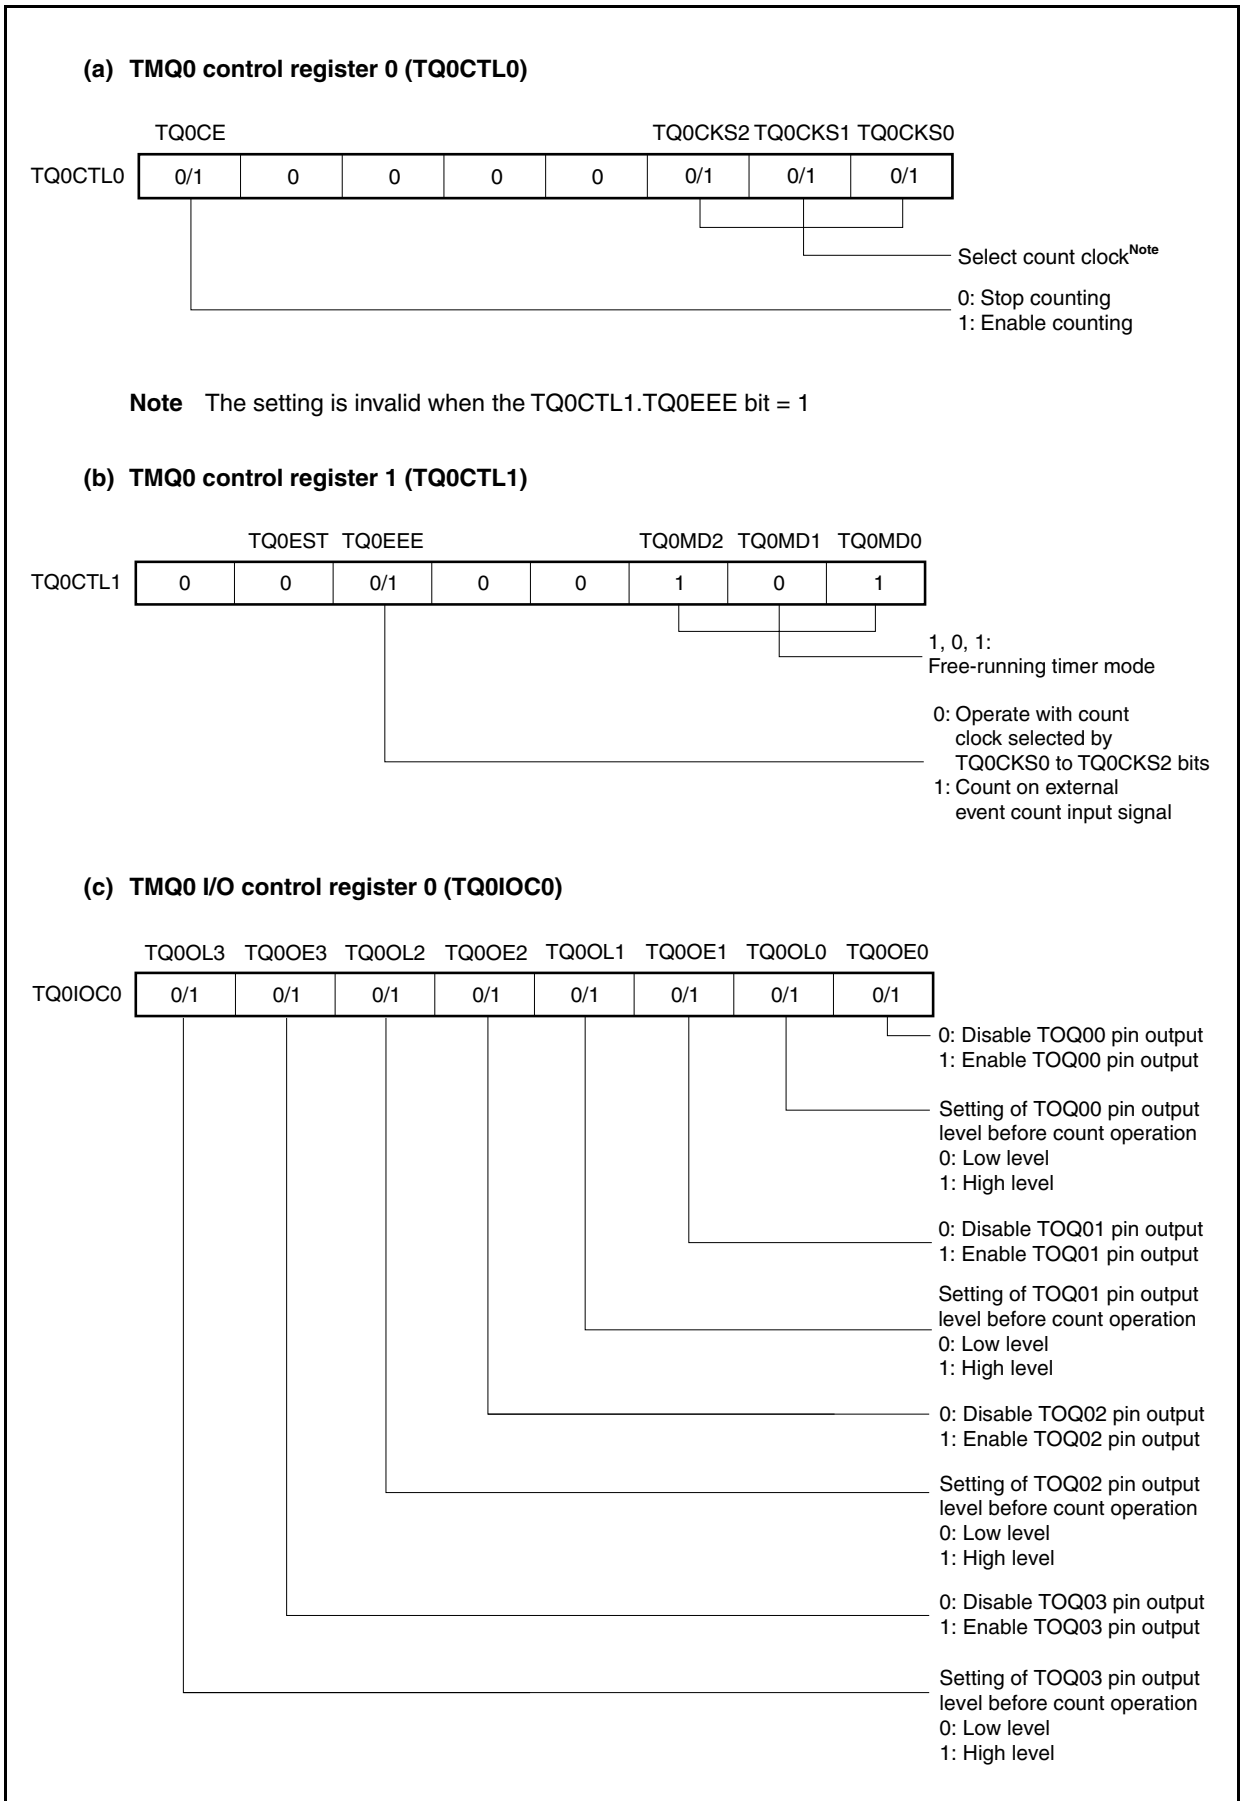 (a) TMQ0 control register 0 (TQ0CTL0)
TQ0CE TQ0CKS2 TQ0CKS1 TQ0CKS0
TQ0CTL0 0/1 0 0 0 0 0/1 0/1 0/1
Select count clockNote
0: Stop counting
1: Enable counting
Note The setting is invalid when the TQ0CTL1.TQ0EEE bit = 1
(b) TMQ0 control register 1 (TQ0CTL1)
TQ0EST TQ0EEE TQ0MD2 TQ0MD1 TQ0MD0
TQ0CTL1 0 0 0/1 0 0 1 0 1
1, 0, 1:
Free-running timer mode
0: Operate with count
clock selected by
TQ0CKS0 to TQ0CKS2 bits
1: Count on external
event count input signal
(c) TMQ0 I/O control register 0 (TQ0IOC0)
TQ0OL3 TQ0OE3 TQ0OL2 TQ0OE2 TQ0OL1 TQ0OE1 TQ0OL0 TQ0OE0
TQ0IOC0 0/1 0/1 0/1 0/1 0/1 0/1 0/1 0/1
0: Disable TOQ00 pin output
1: Enable TOQ00 pin output
Setting of TOQ00 pin output
level before count operation
0: Low level
1: High level
0: Disable TOQ01 pin output
1: Enable TOQ01 pin output
Setting of TOQ01 pin output
level before count operation
0: Low level
1: High level
0: Disable TOQ02 pin output
1: Enable TOQ02 pin output
Setting of TOQ02 pin output
level before count operation
0: Low level
1: High level
0: Disable TOQ03 pin output
1: Enable TOQ03 pin output
Setting of TOQ03 pin output
level before count operation
0: Low level
1: High level